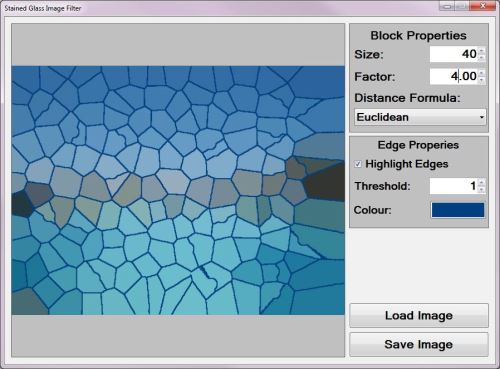 Stained Glass Image Filter
Block Properties
Size: 40
Factor: 4.00
Distance Formula:
Euclidean
Edge Properies
Highlight Edges
Threshold: 1
Colour:
Load Image
Save Image